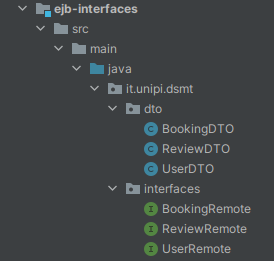 ejb-interfaces
src
main
java
it.unipi.dsmt
dto
C BookingDTO
C ReviewDTO
C UserDTO
interfaces
I BookingRemote
I ReviewRemote
I UserRemote